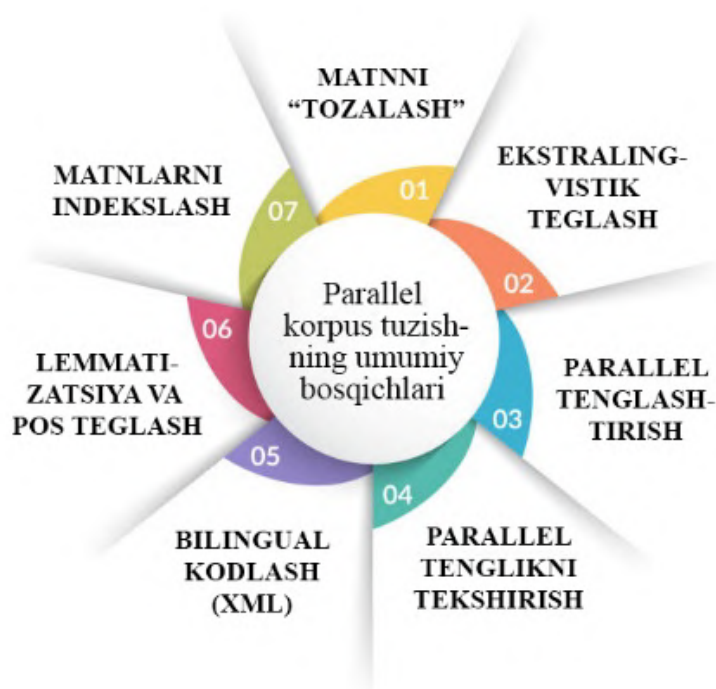 Parallel
korpus tuzish-
ning umumiy
bosqichlari
01
MATNNI
“TOZALASH”
02
EKSTRALING-
VISTIK
TEGLASH
03
PARALLEL
TENGLASH-
TIRISH
04
PARALLEL
TENGLIKNI
TEKSHIRISH
05
BILINGUAL
KODLASH
(XML)
06
LEMMATI-
ZATSIYA VA
POS TEGLASH
07
MATNLARNI
INDEKSLASH